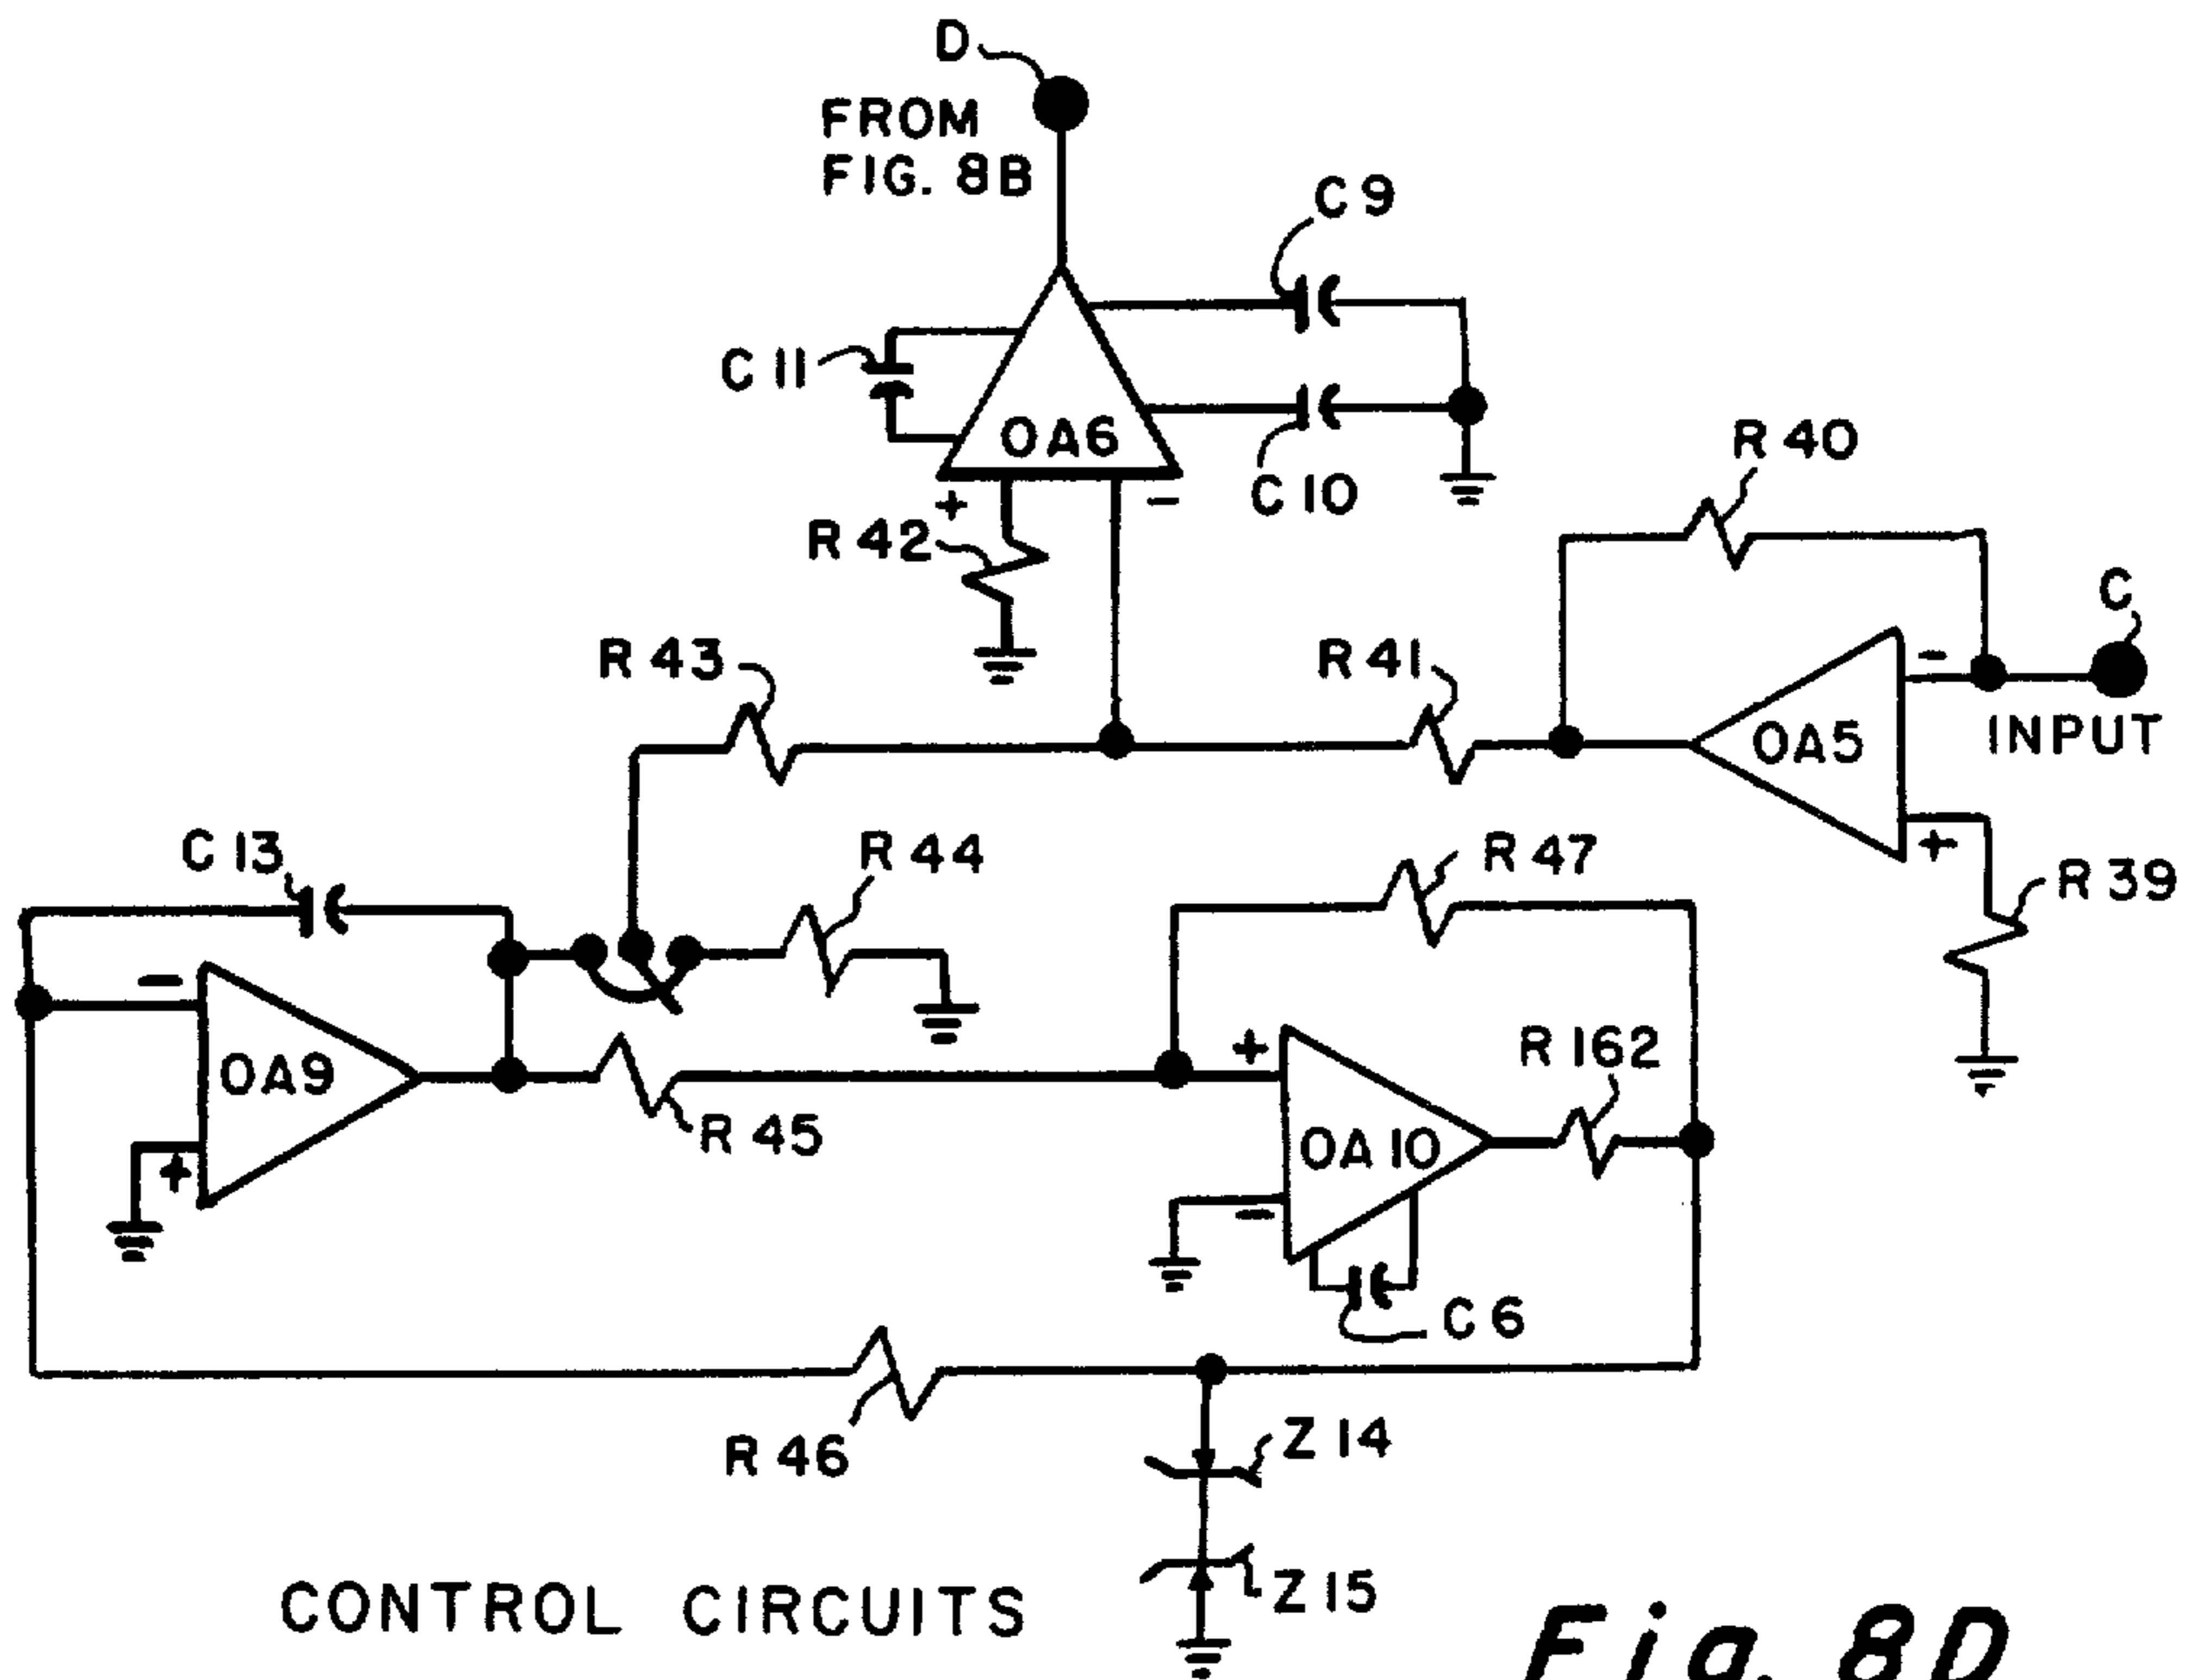 D
FROM
FIG. 8B
C 9
C 11
OA6
C 10
R 40
+
-
R 42
C
R 43
R 41
-
OA5
INPUT
+
C 13
R 44
R 47
R 39
-
+
R 162
OA9
R 45
OA 10
+
-
C 6
R 46
Z 14
Z 15
CONTROL CIRCUITS
Fig. 8D